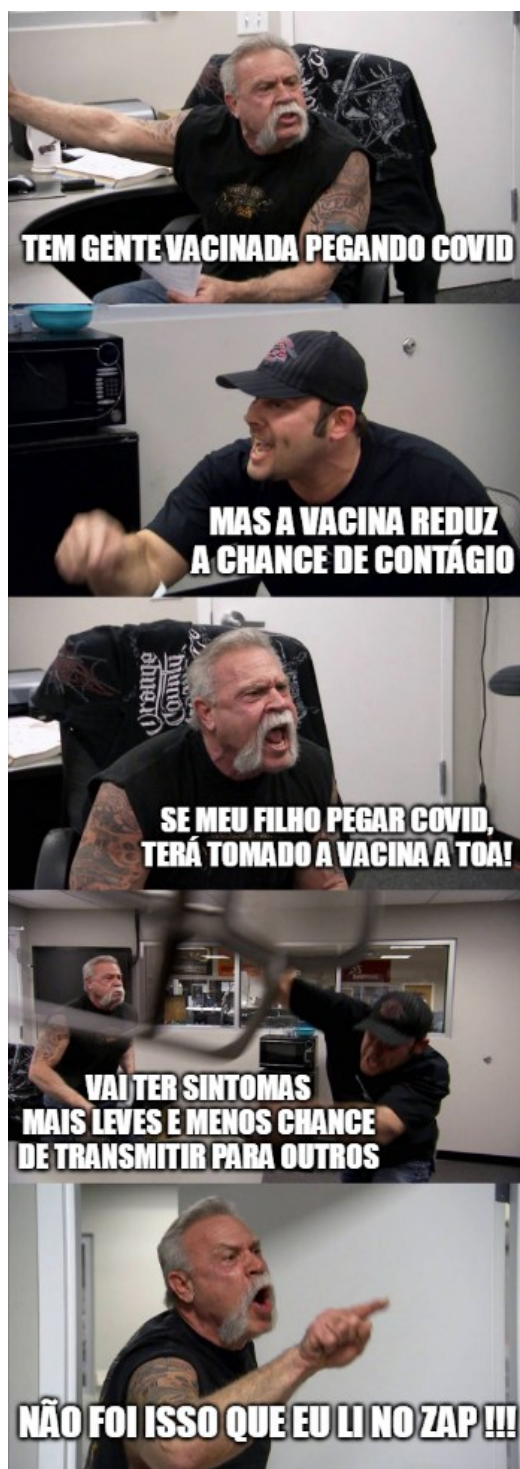 TEM GENTE VACINADA PEGANDO COVID
MAS A VACINA REDUZ
A CHANCE DE CONTÁGIO
Orange
County
SE MEU FILHO PEGAR COVID,
TERÁ TOMADO A VACINA A TOA!
VAI TER SINTOMAS
MAIS LEVES E MENOS CHANCE
DE TRANSMITIR PARA OUTROS
NÃO FOI ISSO QUE EU LI NO ZAP !!!